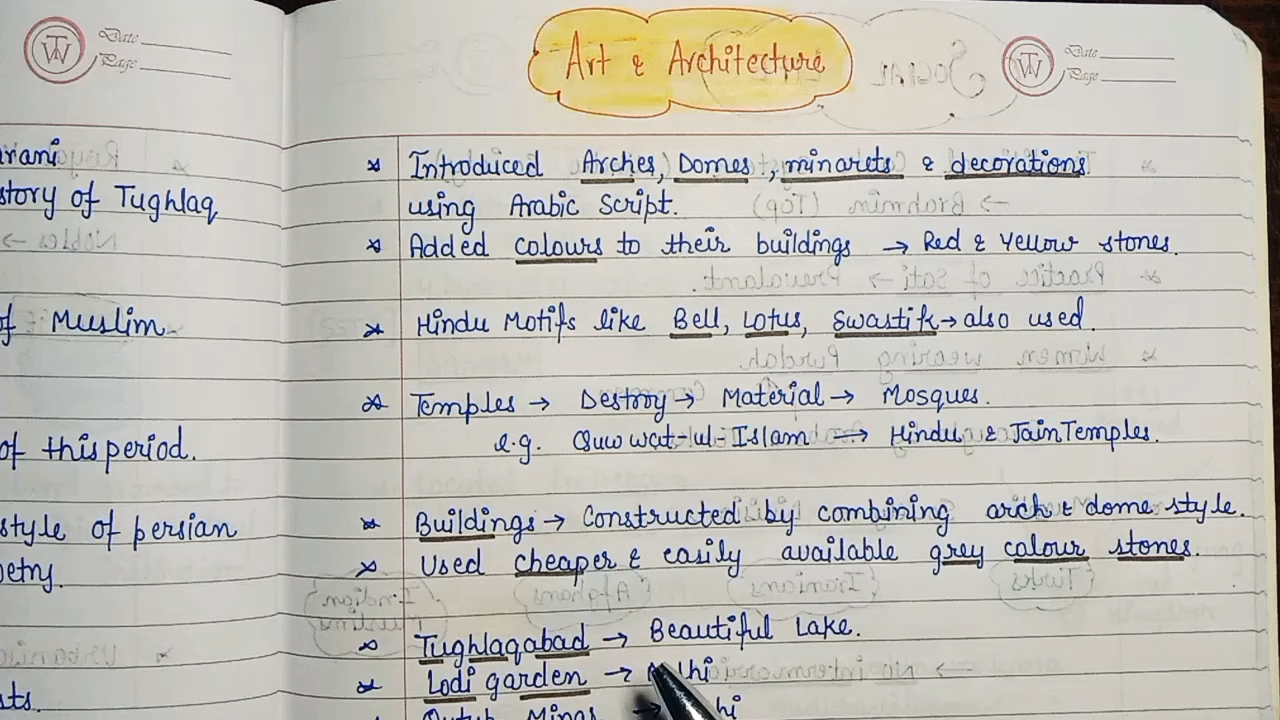 Date
Page
arani
story of Tughlaq
of Muslim
of this period.
style of persian
oetry.
sts.
Art & Architecture
Date
Page
* Introduced Arches, Domes, minarets & decorations
using Arabic Script.
* Added colours to their buildings → Red & Yellow stones.
* Hindu Motifs like Bell, Lotus, Swastik → also used.
* Temples → Destroy → Material → Mosques.
e.g. Quwwat-ul-Islam ⟹ Hindu & Jain Temples.
* Buildings → Constructed by combining arch & dome style.
* Used cheaper & easily available grey colour stones.
* Tughlaqabad → Beautiful Lake.
* Lodi garden →